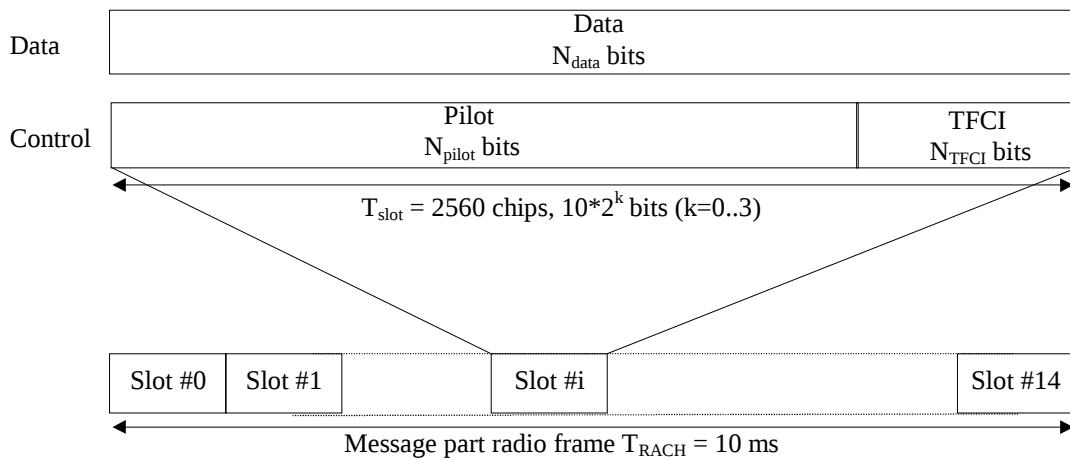 Data
Data
N_data bits
Control
Pilot
N_pilot bits
TFCI
N_TFCI bits
T_slot = 2560 chips, 10*2^k bits (k=0..3)
Slot #0
Slot #1
Slot #i
Slot #14
Message part radio frame T_RACH = 10 ms